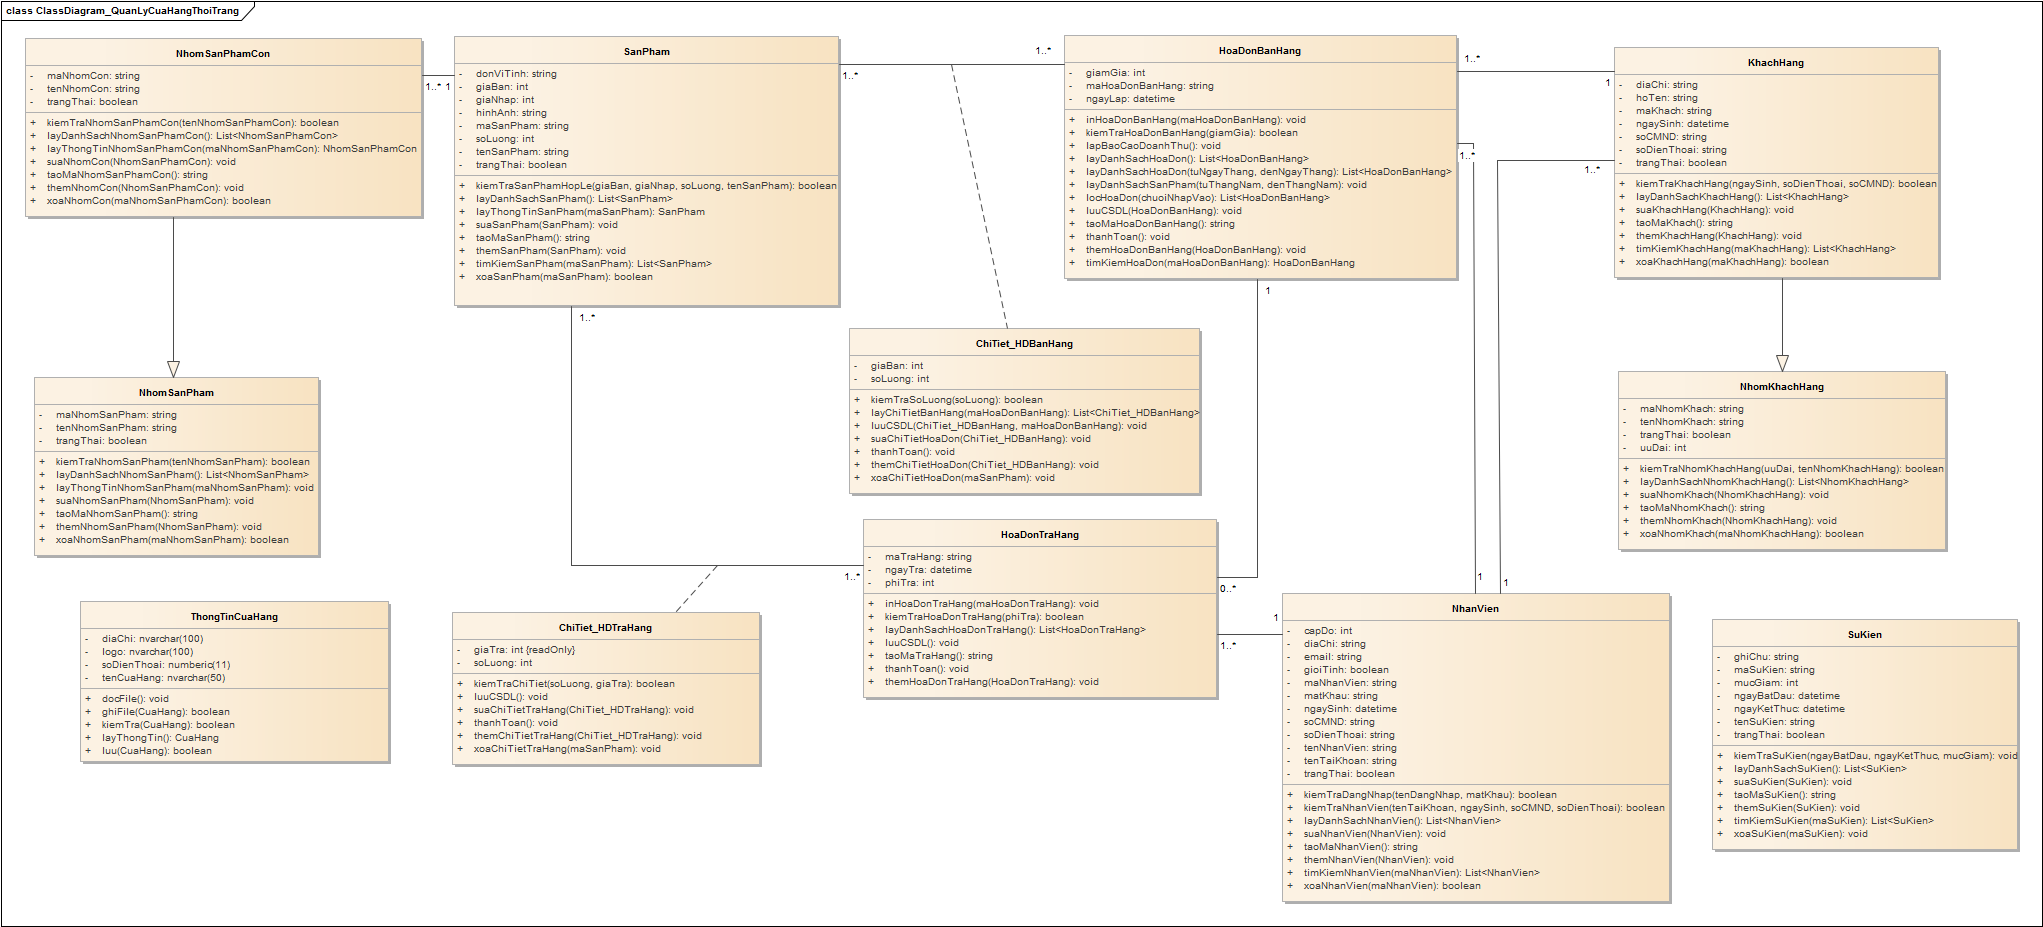 class ClassDiagram_QuanLyCuaHangThoiTrang
NhomSanPhamCon
- maNhomCon: string
- tenNhomCon: string
- trangThai: boolean
+ kiemTraNhomSanPhamCon(tenNhomSanPhamCon): boolean
+ layDanhSachNhomSanPhamCon(): List<NhomSanPhamCon>
+ layThongTinNhomSanPhamCon(maNhomSanPhamCon): NhomSanPhamCon
+ suaNhomCon(NhomSanPhamCon): void
+ taoMaNhomSanPhamCon(): string
+ themNhomCon(NhomSanPhamCon): void
+ xoaNhomCon(maNhomSanPhamCon): boolean
1..* 1
SanPham
- donViTinh: string
- giaBan: int
- giaNhap: int
- hinhAnh: string
- maSanPham: string
- soLuong: int
- tenSanPham: string
- trangThai: boolean
+ kiemTraSanPhamHopLe(giaBan, giaNhap, soLuong, tenSanPham): boolean
+ layDanhSachSanPham(): List<SanPham>
+ layThongTinSanPham(maSanPham): SanPham
+ suaSanPham(SanPham): void
+ taoMaSanPham(): string
+ themSanPham(SanPham): void
+ timKiemSanPham(maSanPham): List<SanPham>
+ xoaSanPham(maSanPham): boolean
1..*
1..*
1..*
HoaDonBanHang
- giamGia: int
- maHoaDonBanHang: string
- ngayLap: datetime
+ inHoaDonBanHang(maHoaDonBanHang): void
+ kiemTraHoaDonBanHang(giamGia): boolean
+ lapBaoCaoDoanhThu(): void
+ layDanhSachHoaDon(): List<HoaDonBanHang>
+ layDanhSachHoaDon(tuNgayThang, denNgayThang): List<HoaDonBanHang>
+ layDanhSachSanPham(tuThangNam, denThangNam): void
+ locHoaDon(chuoiNhapVao): List<HoaDonBanHang>
+ luuCSDL(HoaDonBanHang): void
+ taoMaHoaDonBanHang(): string
+ thanhToan(): void
+ themHoaDonBanHang(HoaDonBanHang): void
+ timKiemHoaDon(maHoaDonBanHang): HoaDonBanHang
1..*
1
1..*
1..*
1
KhachHang
- diaChi: string
- hoTen: string
- maKhach: string
- ngaySinh: datetime
- soCMND: string
- soDienThoai: string
- trangThai: boolean
+ kiemTraKhachHang(ngaySinh, soDienThoai, soCMND): boolean
+ layDanhSachKhachHang(): List<KhachHang>
+ suaKhachHang(KhachHang): void
+ taoMaKhach(): string
+ themKhachHang(KhachHang): void
+ timKiemKhachHang(maKhachHang): List<KhachHang>
+ xoaKhachHang(maKhachHang): boolean
ChiTiet_HDBanHang
- giaBan: int
- soLuong: int
+ kiemTraSoLuong(soLuong): boolean
+ layChiTietBanHang(maHoaDonBanHang): List<ChiTiet_HDBanHang>
+ luuCSDL(ChiTiet_HDBanHang, maHoaDonBanHang): void
+ suaChiTietHoaDon(ChiTiet_HDBanHang): void
+ thanhToan(): void
+ themChiTietHoaDon(ChiTiet_HDBanHang): void
+ xoaChiTietHoaDon(maSanPham): void
NhomSanPham
- maNhomSanPham: string
- tenNhomSanPham: string
- trangThai: boolean
+ kiemTraNhomSanPham(tenNhomSanPham): boolean
+ layDanhSachNhomSanPham(): List<NhomSanPham>
+ layThongTinNhomSanPham(maNhomSanPham): void
+ suaNhomSanPham(NhomSanPham): void
+ taoMaNhomSanPham(): string
+ themNhomSanPham(NhomSanPham): void
+ xoaNhomSanPham(maNhomSanPham): boolean
NhomKhachHang
- maNhomKhach: string
- tenNhomKhach: string
- trangThai: boolean
- uuDai: int
+ kiemTraNhomKhachHang(uuDai, tenNhomKhachHang): boolean
+ layDanhSachNhomKhachHang(): List<NhomKhachHang>
+ suaNhomKhach(NhomKhachHang): void
+ taoMaNhomKhach(): string
+ themNhomKhach(NhomKhachHang): void
+ xoaNhomKhach(maNhomKhachHang): boolean
HoaDonTraHang
- maTraHang: string
- ngayTra: datetime
- phiTra: int
+ inHoaDonTraHang(maHoaDonTraHang): void
+ kiemTraHoaDonTraHang(phiTra): boolean
+ layDanhSachHoaDonTraHang(): List<HoaDonTraHang>
+ luuCSDL(): void
+ taoMaTraHang(): string
+ thanhToan(): void
+ themHoaDonTraHang(HoaDonTraHang): void
1..*
0..*
1..*
1
1
1
ThongTinCuaHang
- diaChi: nvarchar(100)
- logo: nvarchar(100)
- soDienThoai: numberic(11)
- tenCuaHang: nvarchar(50)
+ docFile(): void
+ ghiFile(CuaHang): boolean
+ kiemTra(CuaHang): boolean
+ layThongTin(): CuaHang
+ luu(CuaHang): boolean
ChiTiet_HDTraHang
- giaTra: int {readOnly}
- soLuong: int
+ kiemTraChiTiet(soLuong, giaTra): boolean
+ luuCSDL(): void
+ suaChiTietTraHang(ChiTiet_HDTraHang): void
+ thanhToan(): void
+ themChiTietTraHang(ChiTiet_HDTraHang): void
+ xoaChiTietTraHang(maSanPham): void
NhanVien
- capDo: int
- diaChi: string
- email: string
- gioiTinh: boolean
- maNhanVien: string
- matKhau: string
- ngaySinh: datetime
- soCMND: string
- soDienThoai: string
- tenNhanVien: string
- tenTaiKhoan: string
- trangThai: boolean
+ kiemTraDangNhap(tenDangNhap, matKhau): boolean
+ kiemTraNhanVien(tenTaiKhoan, ngaySinh, soCMND, soDienThoai): boolean
+ layDanhSachNhanVien(): List<NhanVien>
+ suaNhanVien(NhanVien): void
+ taoMaNhanVien(): string
+ themNhanVien(NhanVien): void
+ timKiemNhanVien(maNhanVien): List<NhanVien>
+ xoaNhanVien(maNhanVien): boolean
SuKien
- ghiChu: string
- maSuKien: string
- mucGiam: int
- ngayBatDau: datetime
- ngayKetThuc: datetime
- tenSuKien: string
- trangThai: boolean
+ kiemTraSuKien(ngayBatDau, ngayKetThuc, mucGiam): void
+ layDanhSachSuKien(): List<SuKien>
+ suaSuKien(SuKien): void
+ taoMaSuKien(): string
+ themSuKien(SuKien): void
+ timKiemSuKien(maSuKien): List<SuKien>
+ xoaSuKien(maSuKien): void